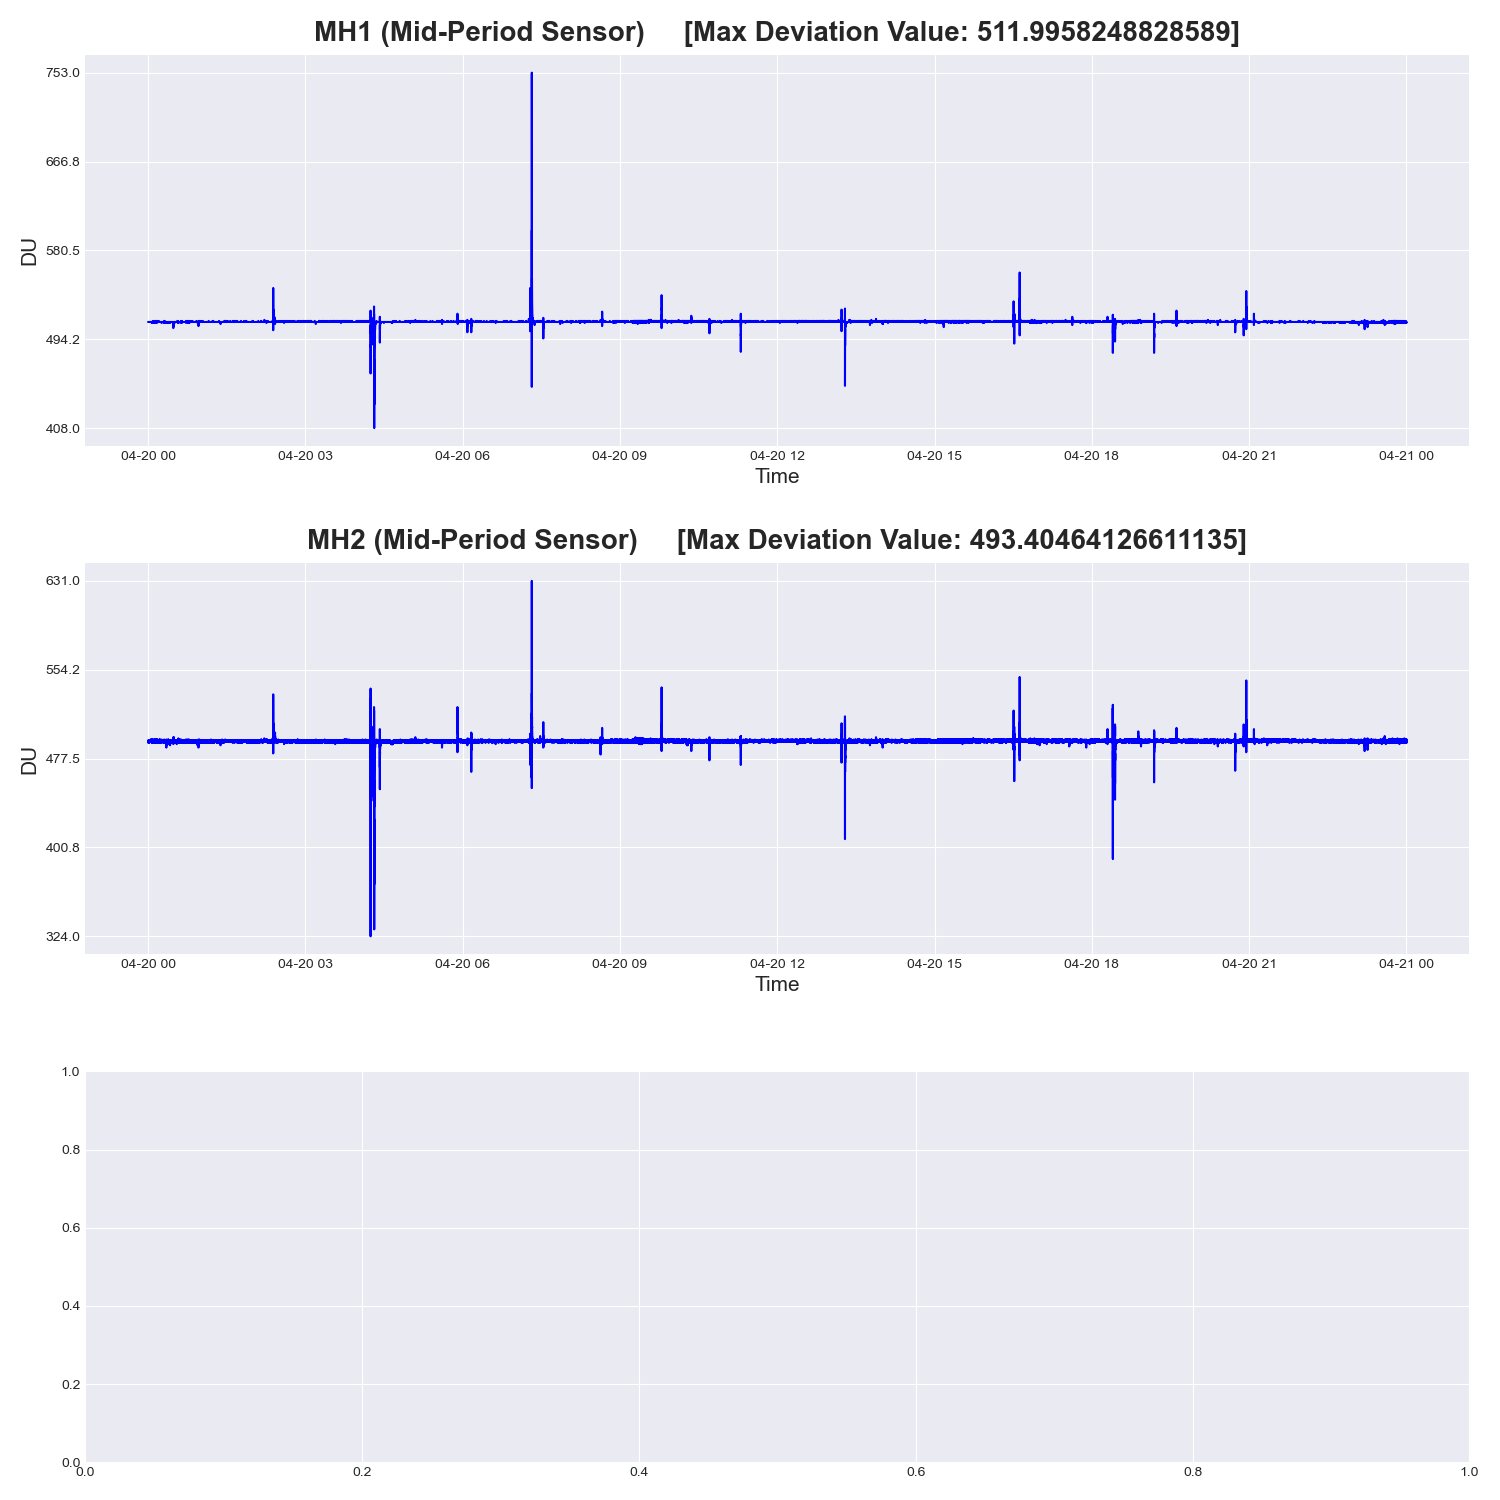 MH1 (Mid-Period Sensor) [Max Deviation Value: 511.9958248828589]
753.0
666.8
580.5
494.2
408.0
DU
04-20 00 04-20 03 04-20 06 04-20 09 04-20 12 04-20 15 04-20 18 04-20 21 04-21 00
Time
MH2 (Mid-Period Sensor) [Max Deviation Value: 493.40464126611135]
631.0
554.2
477.5
400.8
324.0
DU
04-20 00 04-20 03 04-20 06 04-20 09 04-20 12 04-20 15 04-20 18 04-20 21 04-21 00
Time
1.0
0.8
0.6
0.4
0.2
0.0
0.0 0.2 0.4 0.6 0.8 1.0